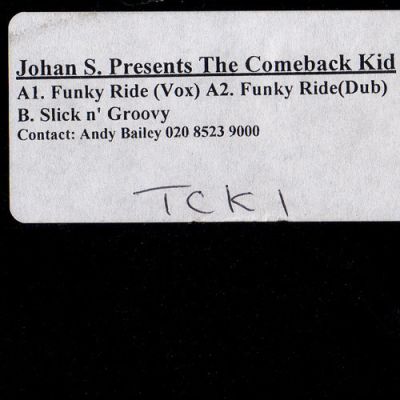 Johan S. Presents The Comeback Kid
A1. Funky Ride (Vox) A2. Funky Ride(Dub)
B. Slick n' Groovy
Contact: Andy Bailey 020 8523 9000
TCK1